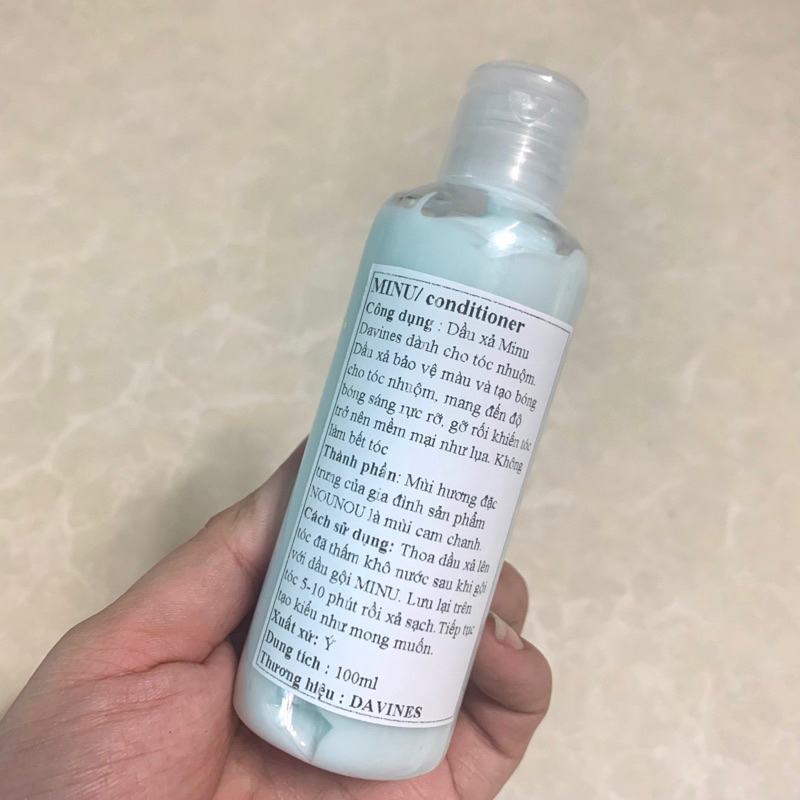 MINU/ conditioner
Công dụng : Dầu xả Minu
Davines dành cho tóc nhuộm.
Dầu xả bảo vệ màu và tạo bóng
cho tóc nhuộm, mang đến độ
bóng sáng rực rỡ, gỡ rối khiến tóc
trở nên mềm mại như lụa. Không
làm bết tóc
Thành phần: Mùi hương đặc
trưng của gia đình sản phẩm
NOUNOU là mùi cam chanh.
Cách sử dụng: Thoa dầu xả lên
tóc đã thấm khô nước sau khi gội
với dầu gội MINU. Lưu lại trên
tóc 5-10 phút rồi xả sạch.Tiếp tục
tạo kiểu như mong muốn.
Xuất xứ: Ý
Dung tích : 100ml
Thương hiệu : DAVINES